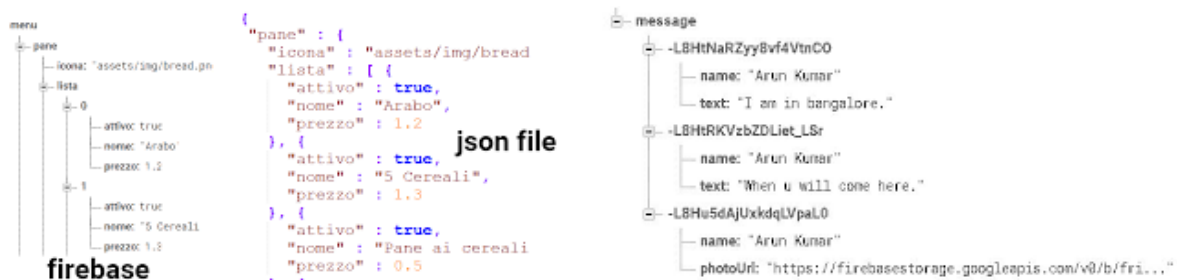 menu
pane
icona: "assets/img/bread.pn
lista
0
attivo: true
nome: "Arabo'
prezzo: 1.2
1
attivo: true
nome: "5 Cereali
prezzo: 1.3
firebase
{
"pane" : {
"icona" : "assets/img/bread
"lista" : [ {
"attivo" : true,
"nome" : "Arabo",
"prezzo" : 1.2
}, {
"attivo" : true,
"nome" : "5 Cereali",
"prezzo" : 1.3
}, {
"attivo" : true,
"nome" : "Pane ai cereali
"prezzo" : 0.5
json file
message
-L8HtNaRZyy8vf4VtnCO
name: "Arun Kumar"
text: "I am in bangalore."
-L8HtRKVzbZDLiet_LSr
name: "Arun Kumar"
text: "When u will come here."
-L8Hu5dAjUxkdqLVpaL0
name: "Arun Kumar"
photoUrl: "https://firebasestorage.googleapis.com/v0/b/fri..."